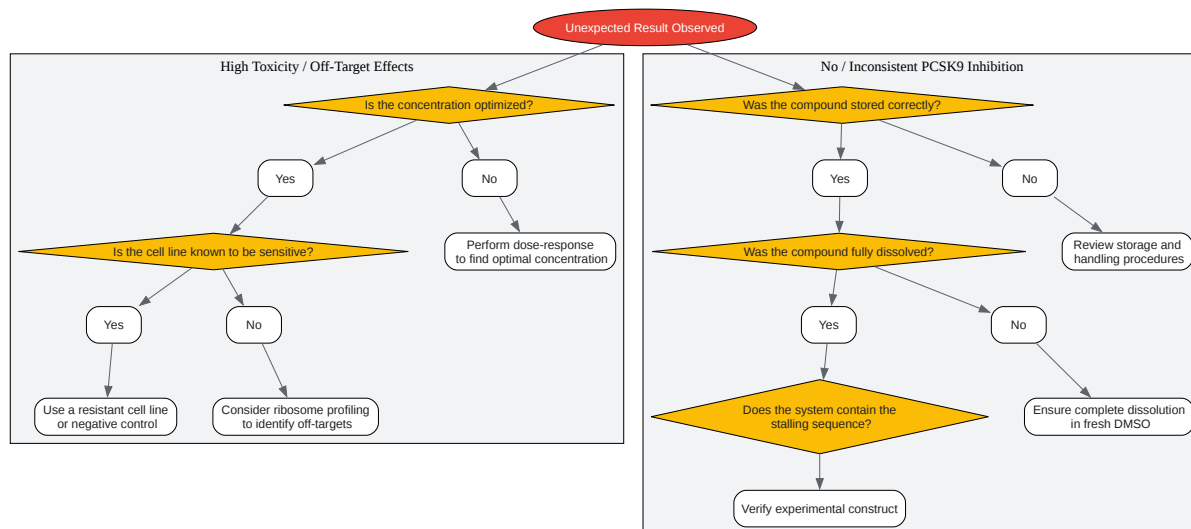 Unexpected Result Observed
High Toxicity / Off-Target Effects
Is the concentration optimized?
Yes
No
Is the cell line known to be sensitive?
Perform dose-response
to find optimal concentration
Yes
No
Use a resistant cell line
or negative control
Consider ribosome profiling
to identify off-targets
No / Inconsistent PCSK9 Inhibition
Was the compound stored correctly?
Yes
No
Was the compound fully dissolved?
Review storage and
handling procedures
Yes
No
Does the system contain the
stalling sequence?
Ensure complete dissolution
in fresh DMSO
Verify experimental construct